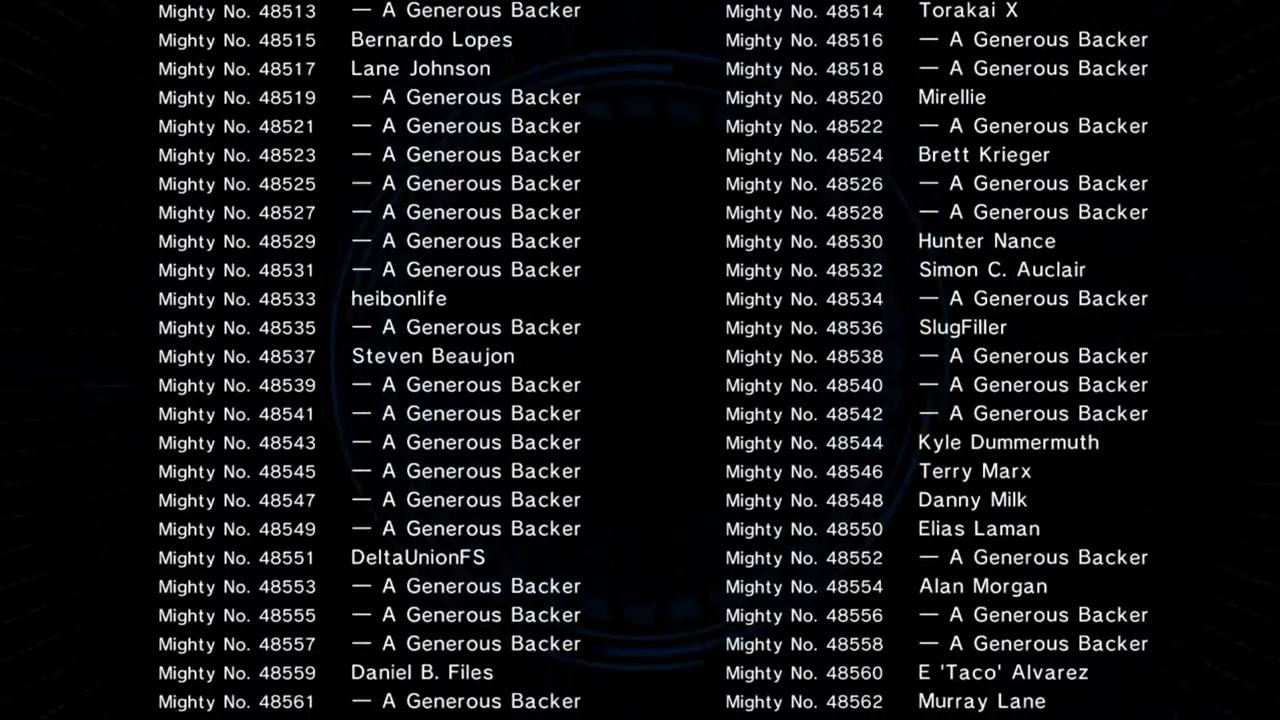 Mighty No. 48513 — A Generous Backer Mighty No. 48514 Torakai X
Mighty No. 48515 Bernardo Lopes Mighty No. 48516 — A Generous Backer
Mighty No. 48517 Lane Johnson Mighty No. 48518 — A Generous Backer
Mighty No. 48519 — A Generous Backer Mighty No. 48520 Mirellie
Mighty No. 48521 — A Generous Backer Mighty No. 48522 — A Generous Backer
Mighty No. 48523 — A Generous Backer Mighty No. 48524 Brett Krieger
Mighty No. 48525 — A Generous Backer Mighty No. 48526 — A Generous Backer
Mighty No. 48527 — A Generous Backer Mighty No. 48528 — A Generous Backer
Mighty No. 48529 — A Generous Backer Mighty No. 48530 Hunter Nance
Mighty No. 48531 — A Generous Backer Mighty No. 48532 Simon C. Auclair
Mighty No. 48533 heibonlife Mighty No. 48534 — A Generous Backer
Mighty No. 48535 — A Generous Backer Mighty No. 48536 SlugFiller
Mighty No. 48537 Steven Beaujon Mighty No. 48538 — A Generous Backer
Mighty No. 48539 — A Generous Backer Mighty No. 48540 — A Generous Backer
Mighty No. 48541 — A Generous Backer Mighty No. 48542 — A Generous Backer
Mighty No. 48543 — A Generous Backer Mighty No. 48544 Kyle Dummermuth
Mighty No. 48545 — A Generous Backer Mighty No. 48546 Terry Marx
Mighty No. 48547 — A Generous Backer Mighty No. 48548 Danny Milk
Mighty No. 48549 — A Generous Backer Mighty No. 48550 Elias Laman
Mighty No. 48551 DeltaUnionFS Mighty No. 48552 — A Generous Backer
Mighty No. 48553 — A Generous Backer Mighty No. 48554 Alan Morgan
Mighty No. 48555 — A Generous Backer Mighty No. 48556 — A Generous Backer
Mighty No. 48557 — A Generous Backer Mighty No. 48558 — A Generous Backer
Mighty No. 48559 Daniel B. Files Mighty No. 48560 E 'Taco' Alvarez
Mighty No. 48561 — A Generous Backer Mighty No. 48562 Murray Lane